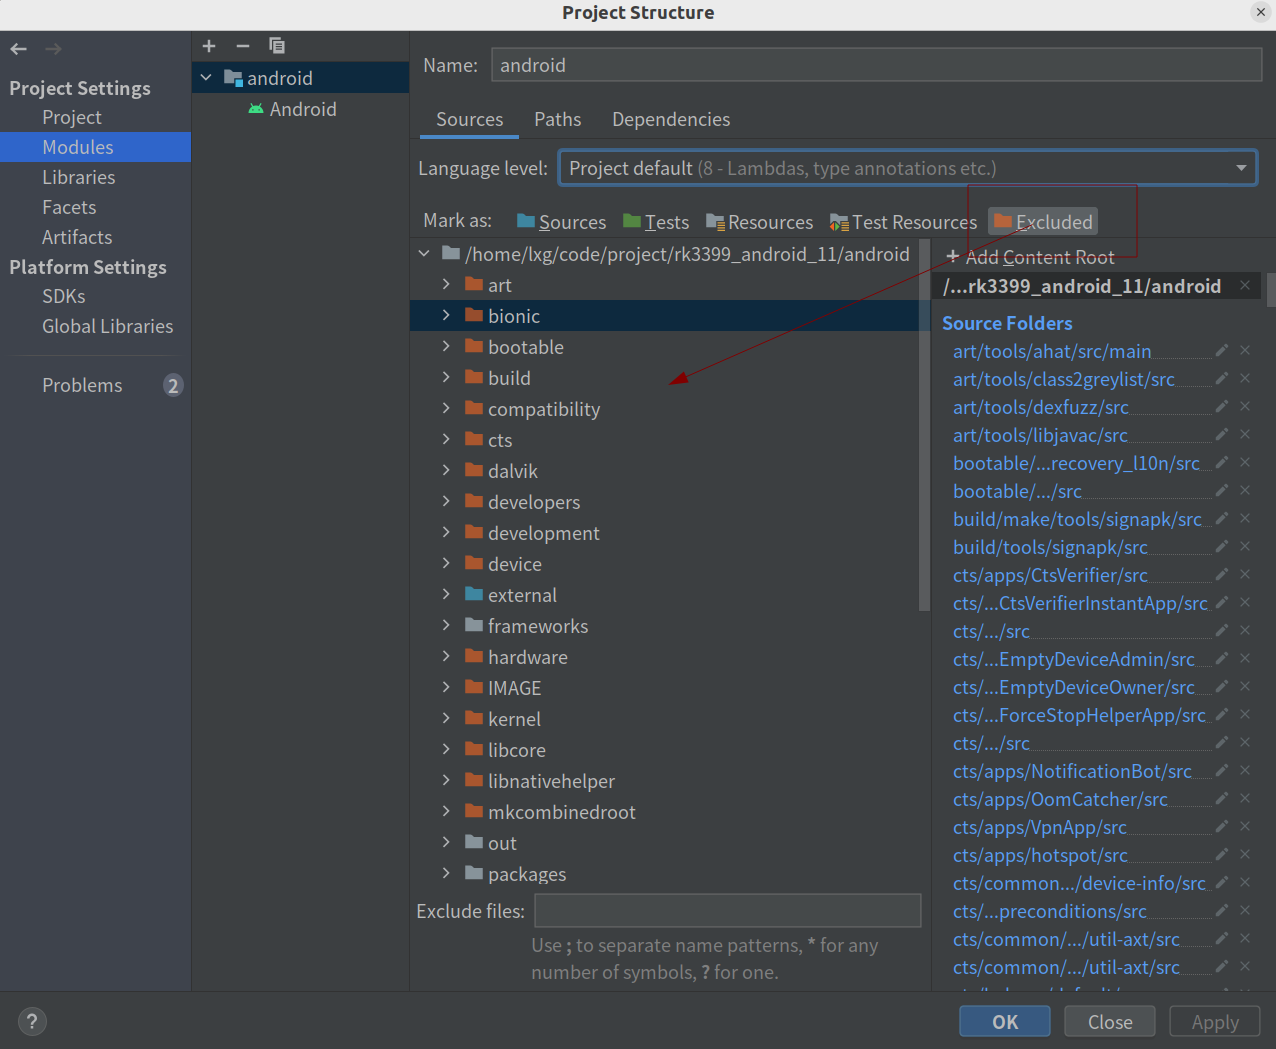 Project Structure
Project Settings
Project
Modules
Libraries
Facets
Artifacts
Platform Settings
SDKs
Global Libraries
Problems 2
android
Android
Name: android
Sources Paths Dependencies
Language level: Project default (8 - Lambdas, type annotations etc.)
Mark as: Sources Tests Resources Test Resources Excluded
/home/lxg/code/project/rk3399_android_11/android
art
bionic
bootable
build
compatibility
cts
dalvik
developers
development
device
external
frameworks
hardware
IMAGE
kernel
libcore
libnativehelper
mkcombinedroot
out
packages
Exclude files:
Use ; to separate name patterns, * for any
number of symbols, ? for one.
+ Add Content Root
/...rk3399_android_11/android
Source Folders
art/tools/ahat/src/main
art/tools/class2greylist/src
art/tools/dexfuzz/src
art/tools/libjavac/src
bootable/...recovery_l10n/src
bootable/.../src
build/make/tools/signapk/src
build/tools/signapk/src
cts/apps/CtsVerifier/src
cts/...CtsVerifierInstantApp/src
cts/.../src
cts/...EmptyDeviceAdmin/src
cts/...EmptyDeviceOwner/src
cts/...ForceStopHelperApp/src
cts/.../src
cts/apps/NotificationBot/src
cts/apps/OomCatcher/src
cts/apps/VpnApp/src
cts/apps/hotspot/src
cts/common.../device-info/src
cts/...preconditions/src
cts/common/.../util-axt/src
cts/common/.../util-axt/src
? OK Close Apply